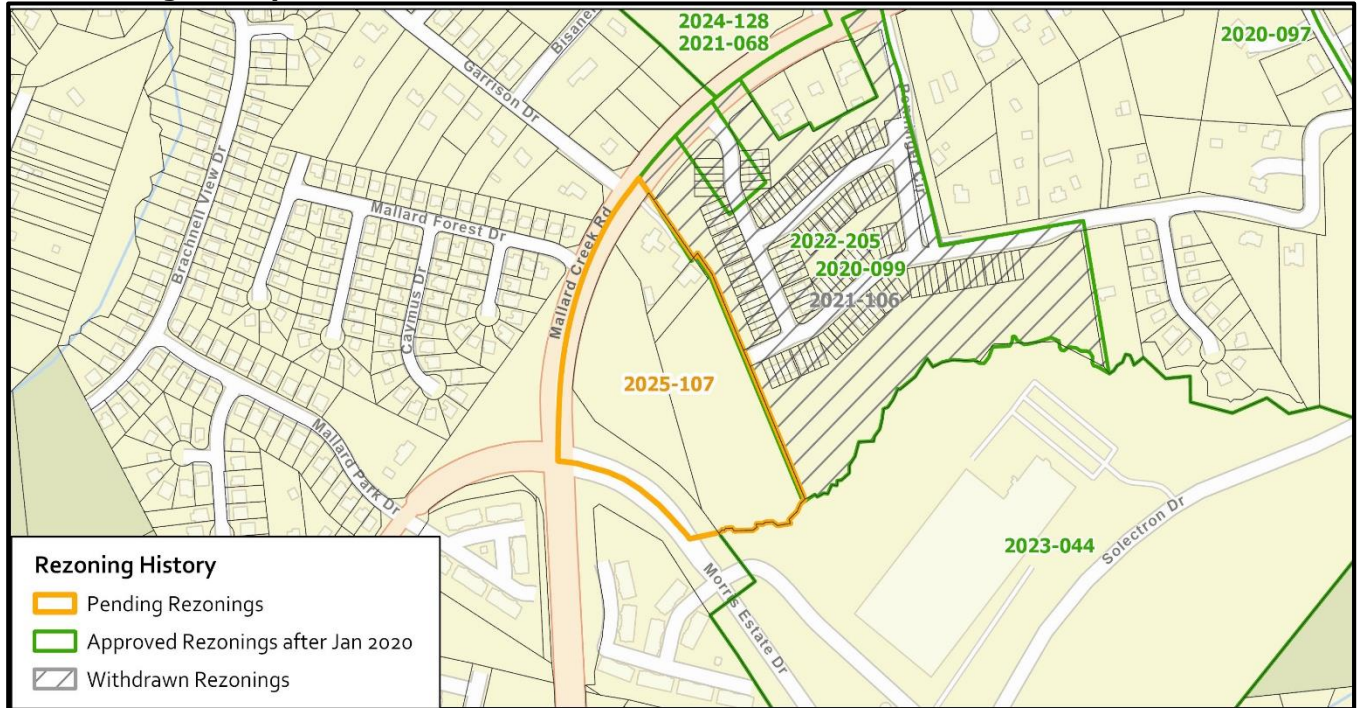 2024-128
2021-068
2020-097
Garrison Dr
Brachnell View Dr
Mallard Forest Dr
Caymus Dr
Mallard Creek Rd
2022-205
2020-099
2021-106
2025-107
Mallard Park Dr
2023-044
Solectron Dr
Morris Estate Dr
Rezoning History
Pending Rezonings
Approved Rezonings after Jan 2020
Withdrawn Rezonings